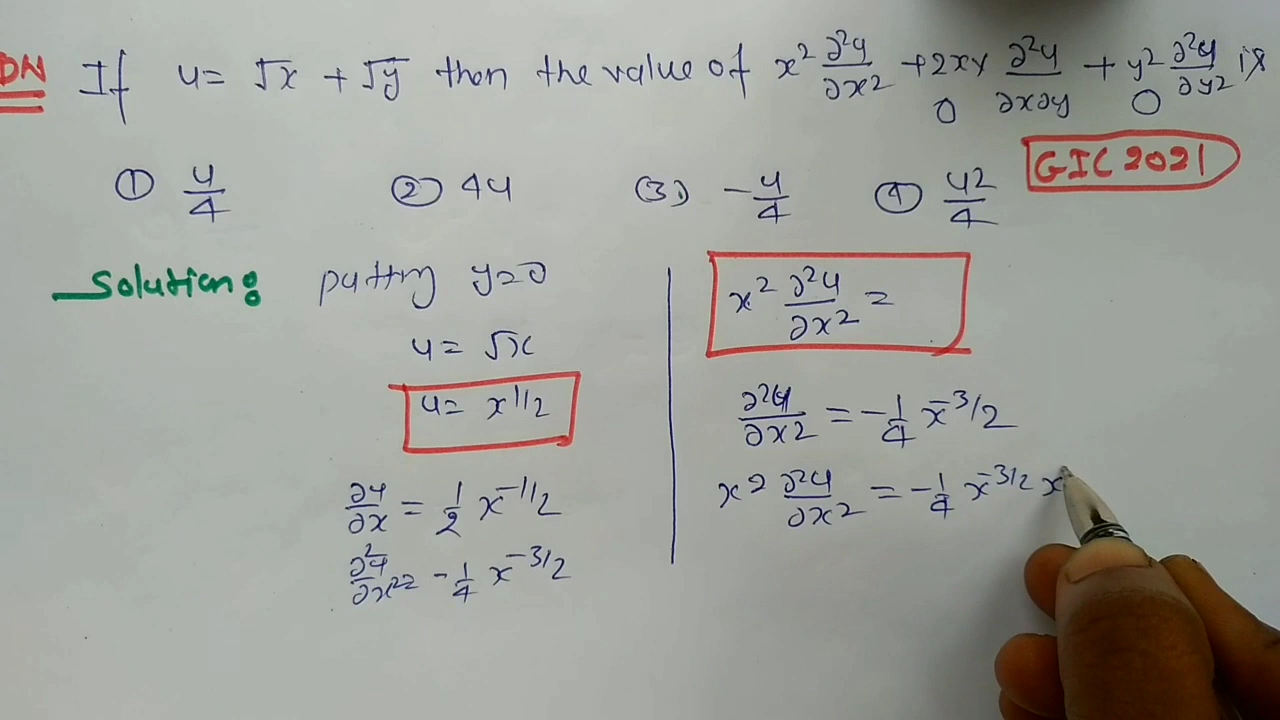 DN If u = √x + √y then the value of x² ∂²u/∂x² + 2xy ∂²u/∂x∂y + y² ∂²u/∂y² is
0 0
① u/4 ② 4u (3) -u/4 ④ u2/4 GIC 2021
Solution: putting y=0
u = √x
u = x^1/2
∂u/∂x = 1/2 x^-1/2
∂²u/∂x² = -1/4 x^-3/2
x² ∂²u/∂x² =
∂²u/∂x2 = -1/4 x^-3/2
x² ∂²u/∂x2 = -1/4 x^-3/2 x